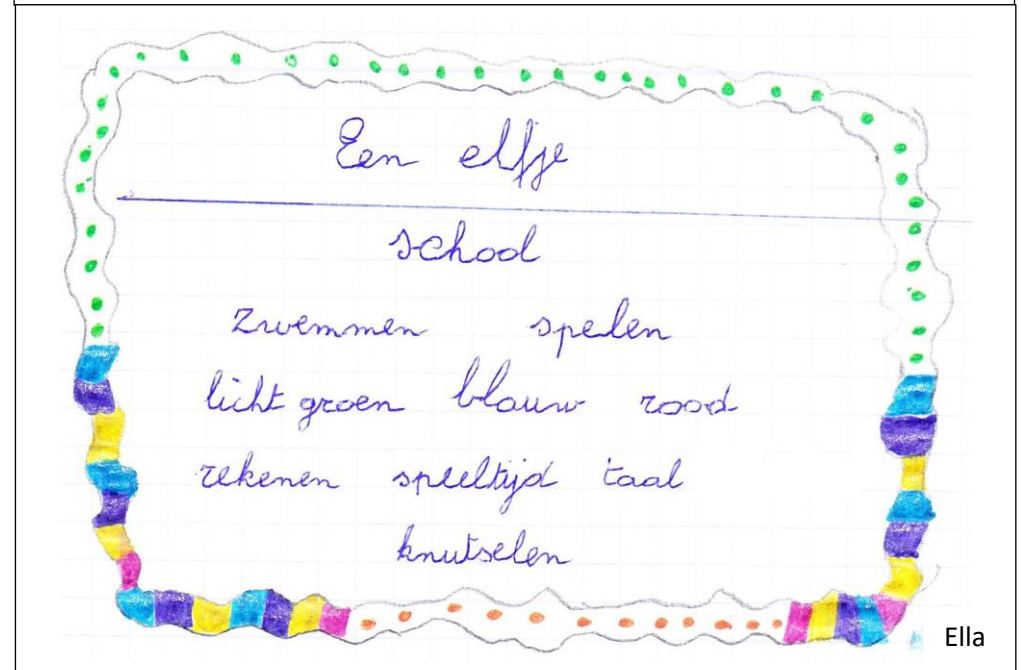 Een elfje
school
zwemmen spelen
licht groen blauw rood
rekenen speeltijd taal
knutselen
Ella